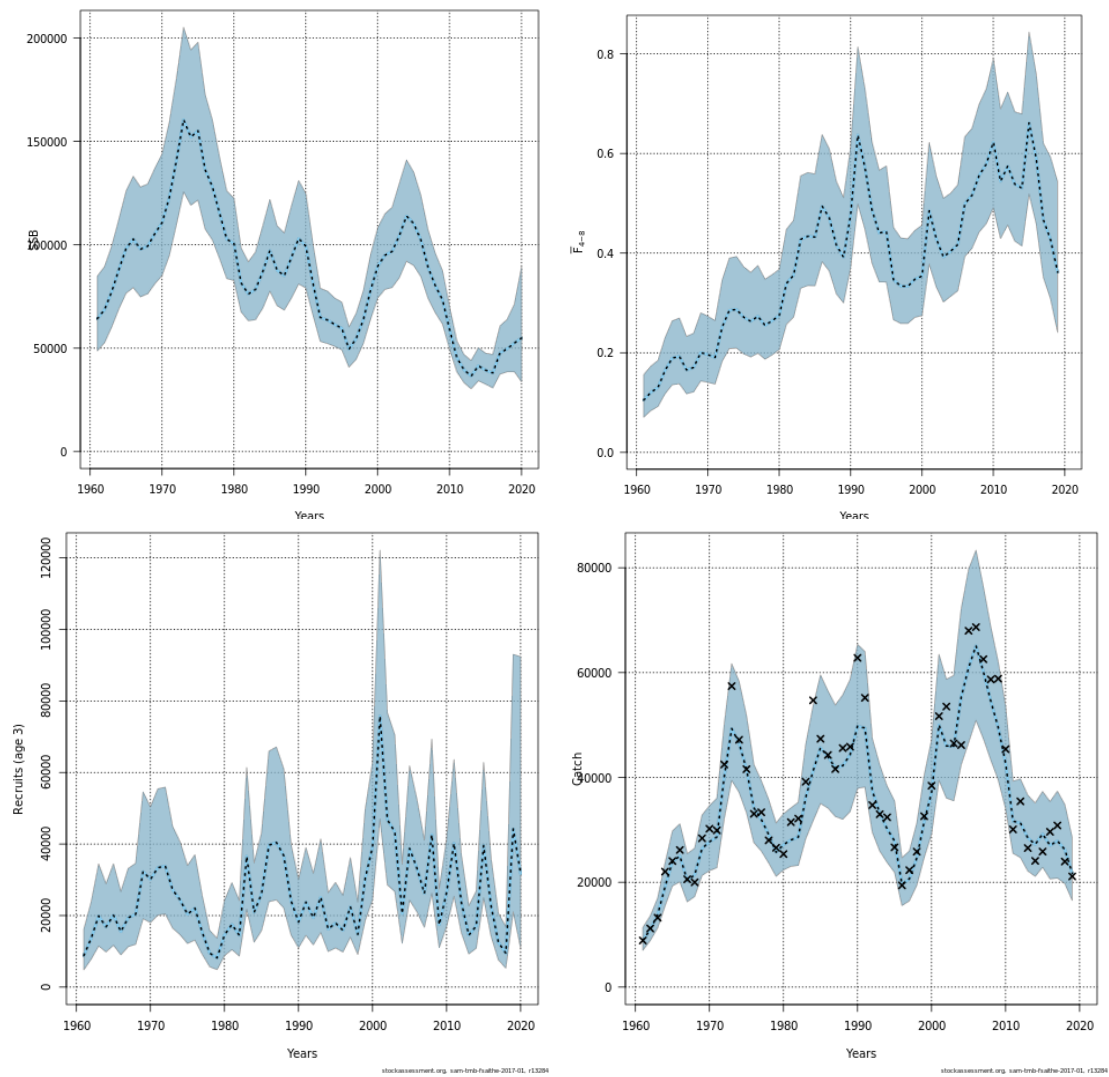 200000
150000
100000
50000
0
SSB
1960 1970 1980 1990 2000 2010 2020
Years
0.8
0.6
0.4
0.2
0.0
F̅4−8
1960 1970 1980 1990 2000 2010 2020
Years
120000
100000
80000
60000
40000
20000
0
Recruits (age 3)
1960 1970 1980 1990 2000 2010 2020
Years
stockassessment.org, sam-tmb-fsaithe-2017-01, r13284
80000
60000
40000
20000
0
Catch
1960 1970 1980 1990 2000 2010 2020
Years
stockassessment.org, sam-tmb-fsaithe-2017-01, r13284